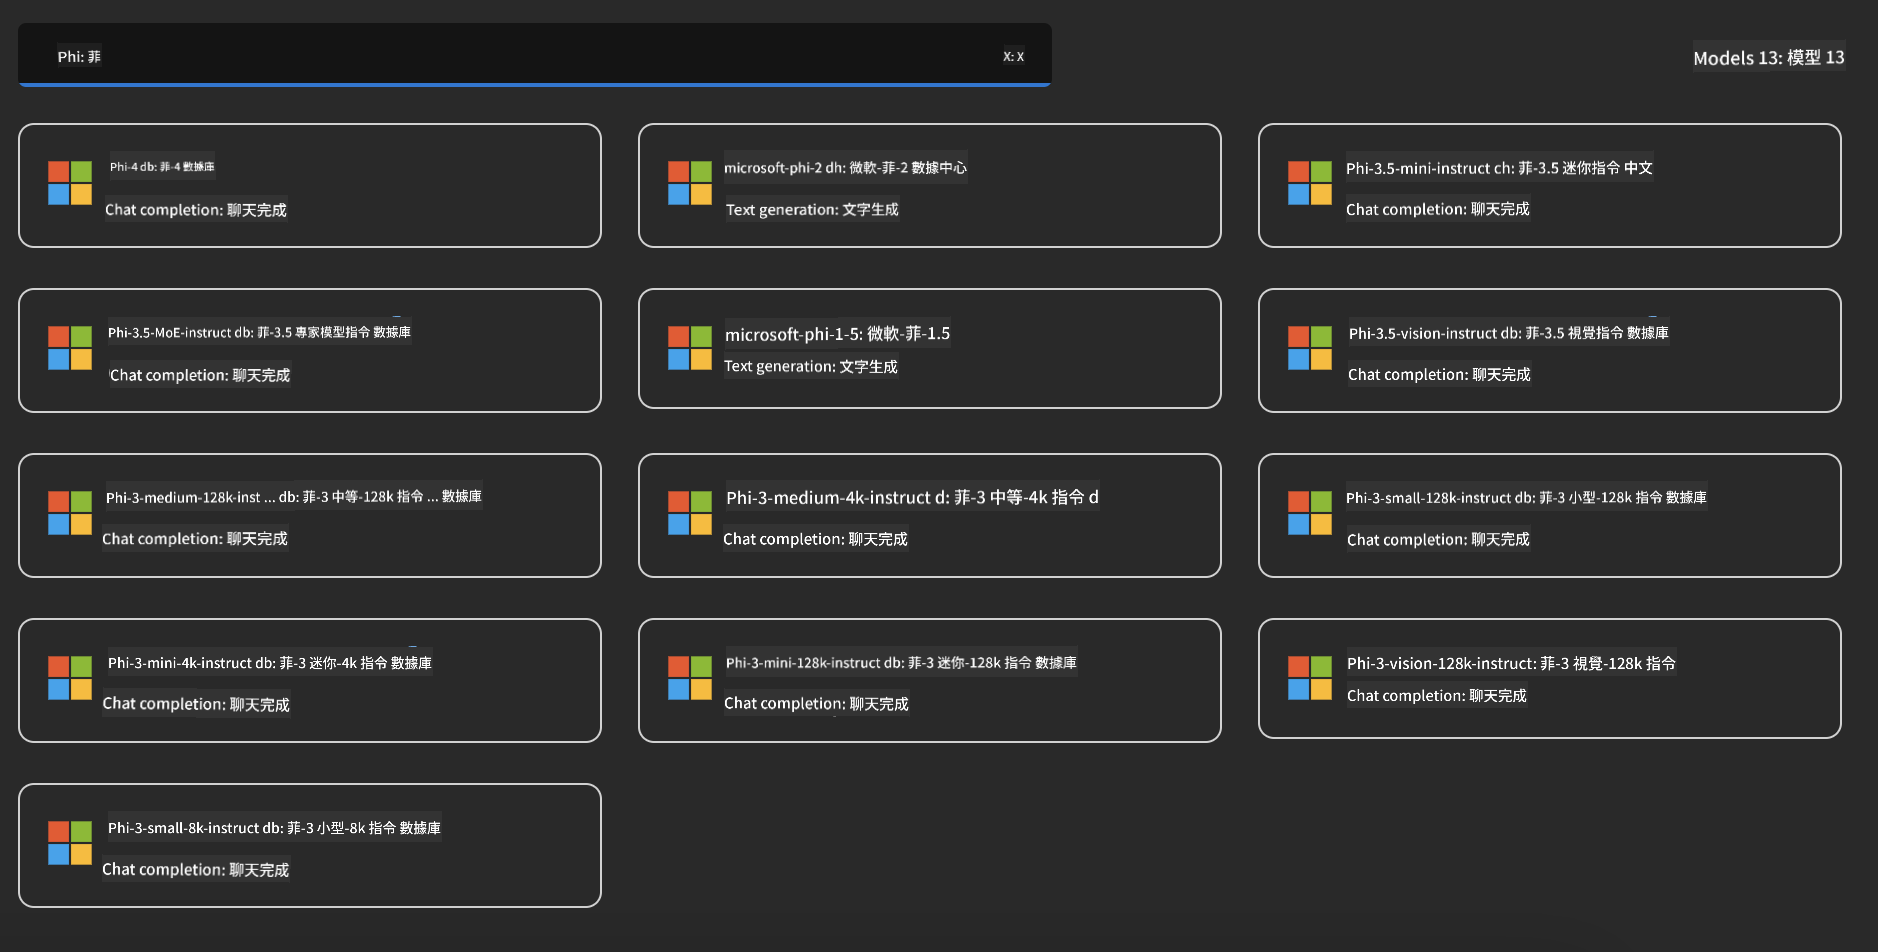 Phi: 菲
X: X
Models 13: 模型 13
Phi-4 db: 菲-4 數據庫
Chat completion: 聊天完成
microsoft-phi-2 dh: 微軟-菲-2 數據中心
Text generation: 文字生成
Phi-3.5-mini-instruct ch: 菲-3.5 迷你指令 中文
Chat completion: 聊天完成
Phi-3.5-MoE-instruct db: 菲-3.5 專家模型指令 數據庫
Chat completion: 聊天完成
microsoft-phi-1-5: 微軟-菲-1.5
Text generation: 文字生成
Phi-3.5-vision-instruct db: 菲-3.5 視覺指令 數據庫
Chat completion: 聊天完成
Phi-3-medium-128k-inst ... db: 菲-3 中等-128k 指令 ... 數據庫
Chat completion: 聊天完成
Phi-3-medium-4k-instruct d: 菲-3 中等-4k 指令 d
Chat completion: 聊天完成
Phi-3-small-128k-instruct db: 菲-3 小型-128k 指令 數據庫
Chat completion: 聊天完成
Phi-3-mini-4k-instruct db: 菲-3 迷你-4k 指令 數據庫
Chat completion: 聊天完成
Phi-3-mini-128k-instruct db: 菲-3 迷你-128k 指令 數據庫
Chat completion: 聊天完成
Phi-3-vision-128k-instruct: 菲-3 視覺-128k 指令
Chat completion: 聊天完成
Phi-3-small-8k-instruct db: 菲-3 小型-8k 指令 數據庫
Chat completion: 聊天完成